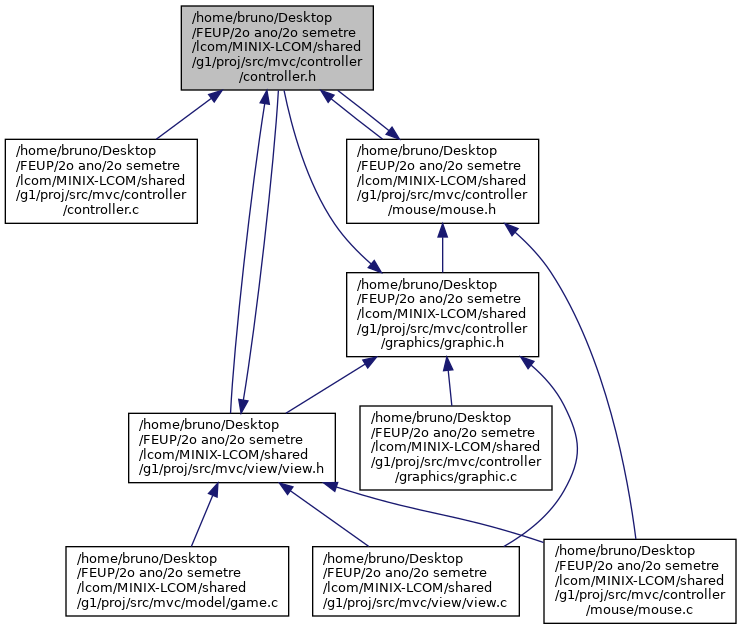 /home/bruno/Desktop
/FEUP/2o ano/2o semetre
/lcom/MINIX-LCOM/shared
/g1/proj/src/mvc/controller
/controller.h
/home/bruno/Desktop
/FEUP/2o ano/2o semetre
/lcom/MINIX-LCOM/shared
/g1/proj/src/mvc/controller
/controller.c
/home/bruno/Desktop
/FEUP/2o ano/2o semetre
/lcom/MINIX-LCOM/shared
/g1/proj/src/mvc/controller
/mouse/mouse.h
/home/bruno/Desktop
/FEUP/2o ano/2o semetre
/lcom/MINIX-LCOM/shared
/g1/proj/src/mvc/controller
/graphics/graphic.h
/home/bruno/Desktop
/FEUP/2o ano/2o semetre
/lcom/MINIX-LCOM/shared
/g1/proj/src/mvc/view/view.h
/home/bruno/Desktop
/FEUP/2o ano/2o semetre
/lcom/MINIX-LCOM/shared
/g1/proj/src/mvc/controller
/graphics/graphic.c
/home/bruno/Desktop
/FEUP/2o ano/2o semetre
/lcom/MINIX-LCOM/shared
/g1/proj/src/mvc/model/game.c
/home/bruno/Desktop
/FEUP/2o ano/2o semetre
/lcom/MINIX-LCOM/shared
/g1/proj/src/mvc/view/view.c
/home/bruno/Desktop
/FEUP/2o ano/2o semetre
/lcom/MINIX-LCOM/shared
/g1/proj/src/mvc/controller
/mouse/mouse.c